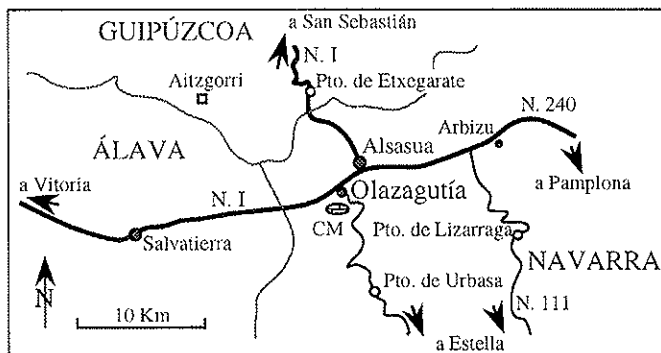 a San Sebastián
GUIPÚZCOA
N. I
Aitzgorri
Pto. de Etxegarate
N. 240
Arbizu
ÁLAVA
Alsasua
a Vitoria
N. I
Olazagutía
a Pamplona
Salvatierra
CM
Pto. de Lizarraga
NAVARRA
N
Pto. de Urbasa
10 Km
N. 111
a Estella